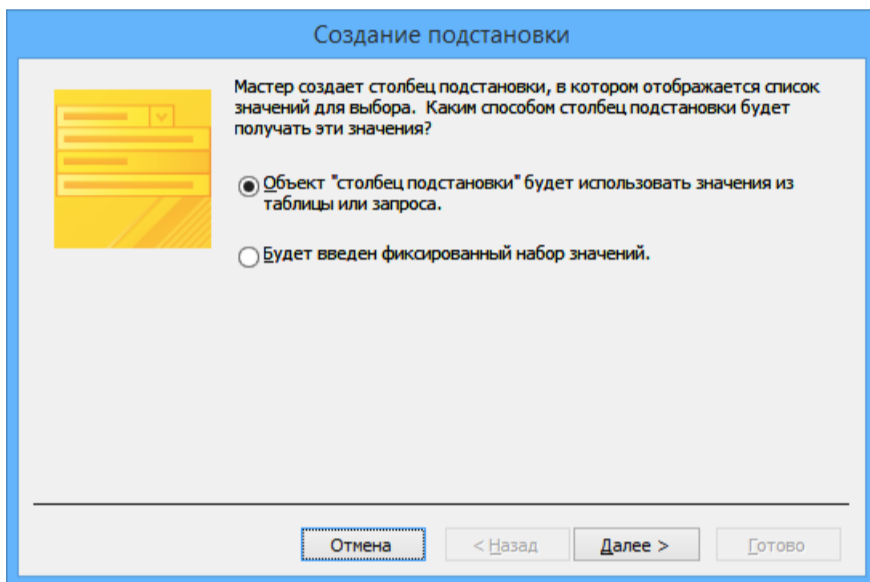 Создание подстановки
Мастер создает столбец подстановки, в котором отображается список
значений для выбора. Каким способом столбец подстановки будет
получать эти значения?
Объект "столбец подстановки" будет использовать значения из
таблицы или запроса.
Будет введен фиксированный набор значений.
Отмена
< Назад
Далее >
Готово